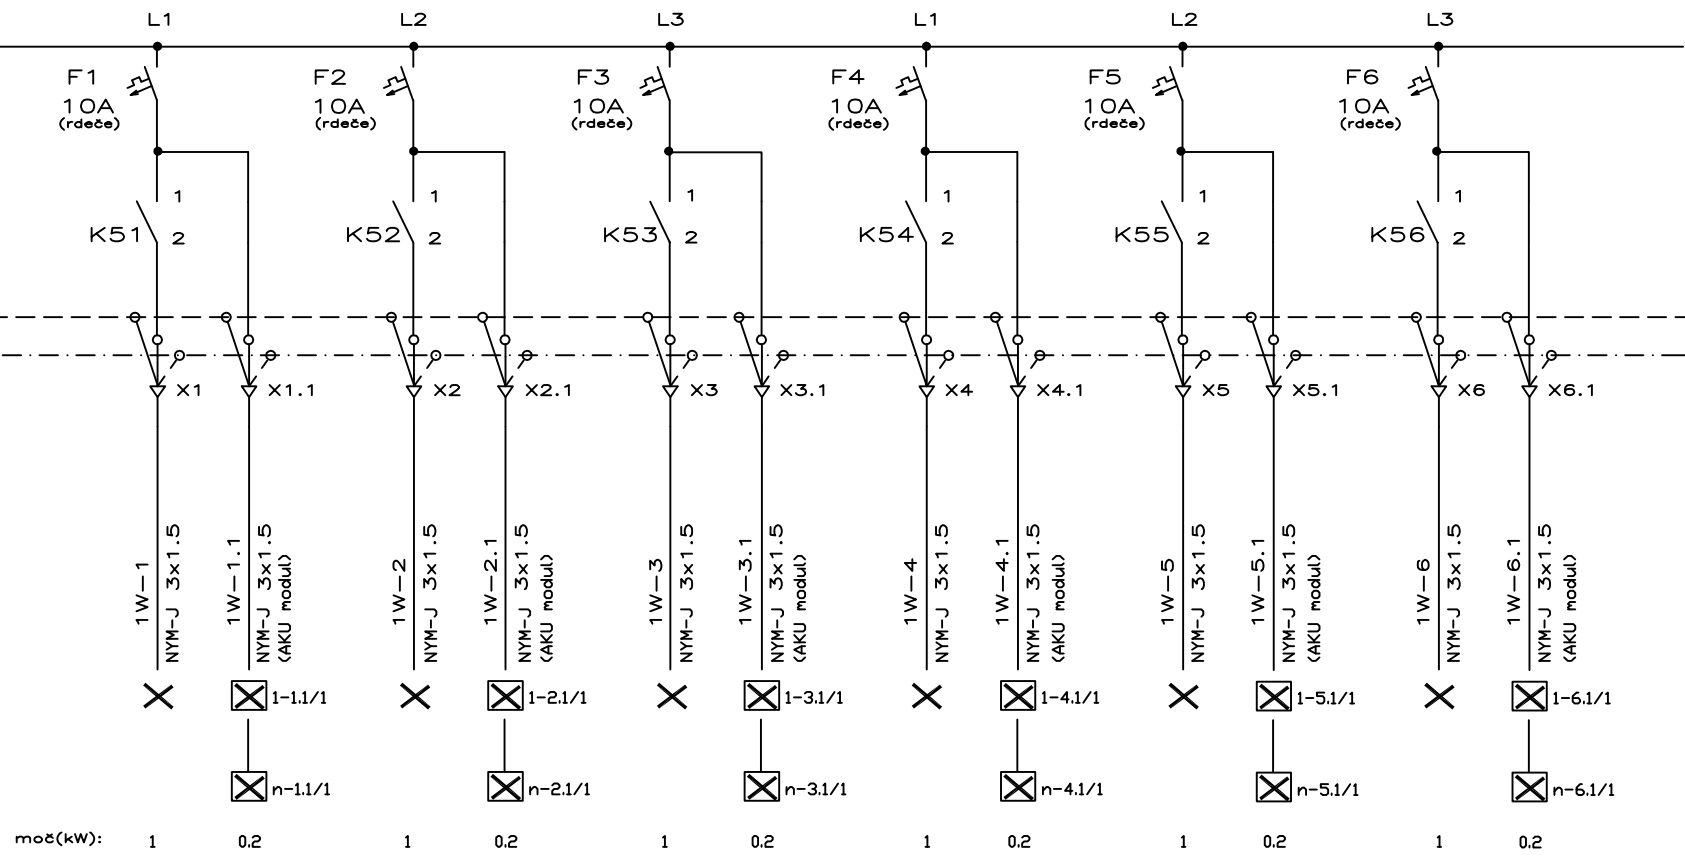 L1 L2 L3 L1 L2 L3
F1 F2 F3 F4 F5 F6
10A 10A 10A 10A 10A 10A
(rdeče) (rdeče) (rdeče) (rdeče) (rdeče) (rdeče)
1 1 1 1 1 1
K51 2 K52 2 K53 2 K54 2 K55 2 K56 2
X1 X1.1 X2 X2.1 X3 X3.1 X4 X4.1 X5 X5.1 X6 X6.1
1W-1
NYM-J 3x1.5
1W-1.1
NYM-J 3x1.5
(AKU modul)
1W-2
NYM-J 3x1.5
1W-2.1
NYM-J 3x1.5
(AKU modul)
1W-3
NYM-J 3x1.5
1W-3.1
NYM-J 3x1.5
(AKU modul)
1W-4
NYM-J 3x1.5
1W-4.1
NYM-J 3x1.5
(AKU modul)
1W-5
NYM-J 3x1.5
1W-5.1
NYM-J 3x1.5
(AKU modul)
1W-6
NYM-J 3x1.5
1W-6.1
NYM-J 3x1.5
(AKU modul)
1-1.1/1 1-2.1/1 1-3.1/1 1-4.1/1 1-5.1/1 1-6.1/1
n-1.1/1 n-2.1/1 n-3.1/1 n-4.1/1 n-5.1/1 n-6.1/1
moč(kW): 1 0.2 1 0.2 1 0.2 1 0.2 1 0.2 1 0.2